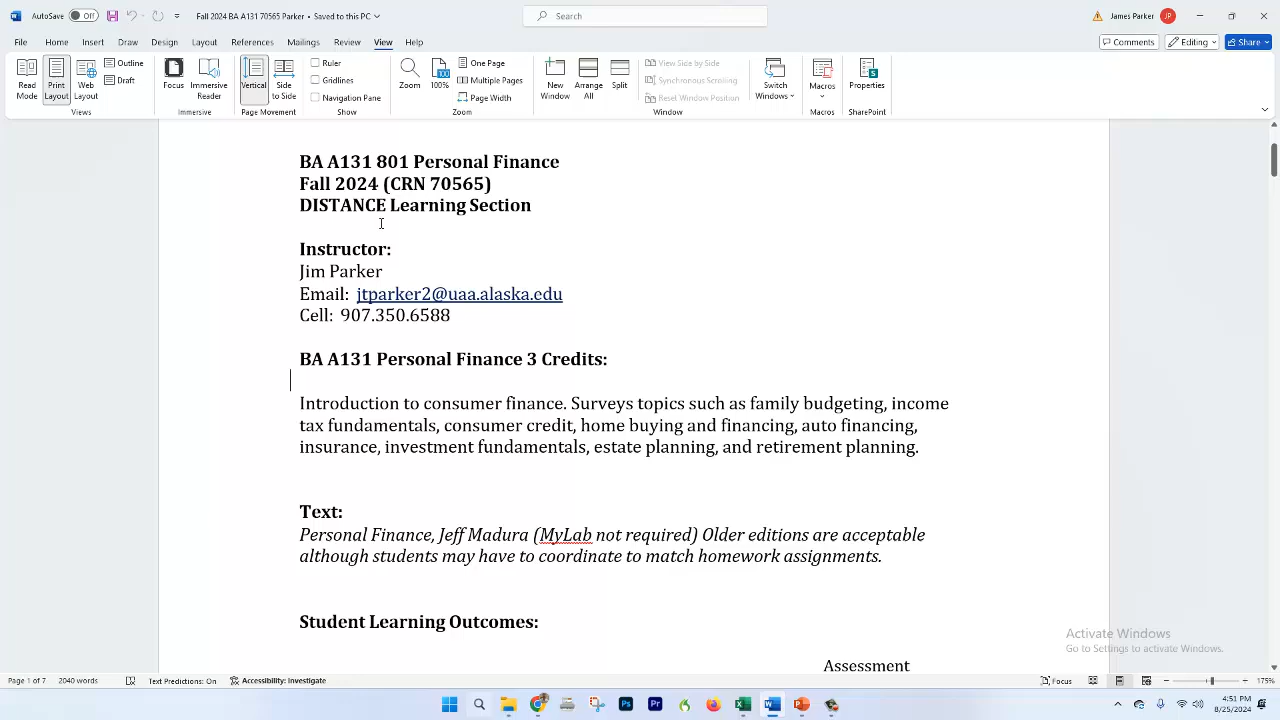 AutoSave Off Fall 2024 BA A131 70565 Parker • Saved to this PC Search James Parker JP
File Home Insert Draw Design Layout References Mailings Review View Help Comments Editing Share
Read Mode Print Layout Web Layout Outline Draft Focus Immersive Reader Vertical Side to Side Ruler Gridlines Navigation Pane Zoom 100% One Page Multiple Pages Page Width New Window Arrange All Split View Side by Side Synchronous Scrolling Reset Window Position Switch Windows Macros Properties
Views Immersive Page Movement Show Zoom Window Macros SharePoint
BA A131 801 Personal Finance
Fall 2024 (CRN 70565)
DISTANCE Learning Section
Instructor:
Jim Parker
Email: jtparker2@uaa.alaska.edu
Cell: 907.350.6588
BA A131 Personal Finance 3 Credits:
Introduction to consumer finance. Surveys topics such as family budgeting, income
tax fundamentals, consumer credit, home buying and financing, auto financing,
insurance, investment fundamentals, estate planning, and retirement planning.
Text:
Personal Finance, Jeff Madura (MyLab not required) Older editions are acceptable
although students may have to coordinate to match homework assignments.
Student Learning Outcomes:
Assessment
Activate Windows
Go to Settings to activate Windows.
Page 1 of 7 2040 words Text Predictions: On Accessibility: Investigate Focus 175%
4:51 PM
8/25/2024